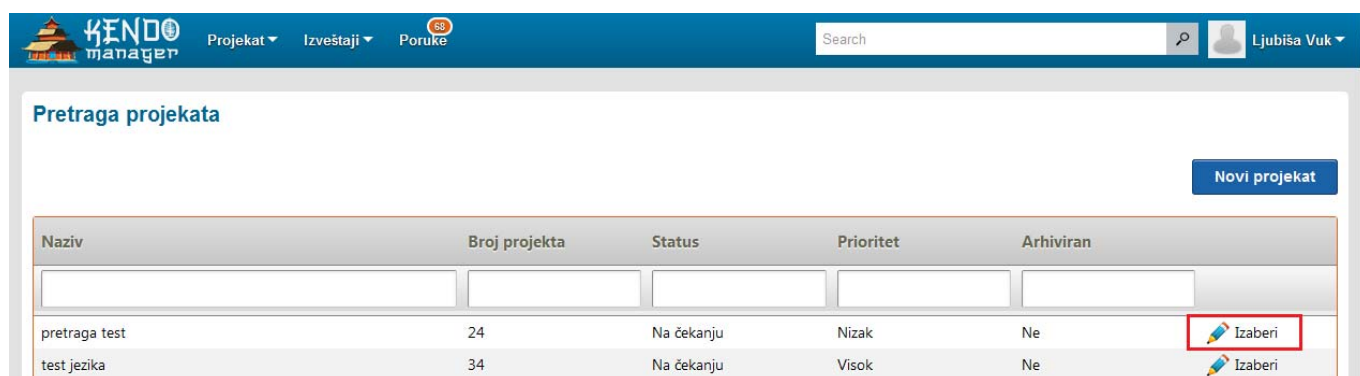 KENDO
manager
Projekat Izveštaji Poruke 68 Search Ljubiša Vuk
Pretraga projekata
Novi projekat
Naziv Broj projekta Status Prioritet Arhiviran
pretraga test 24 Na čekanju Nizak Ne Izaberi
test jezika 34 Na čekanju Visok Ne Izaberi